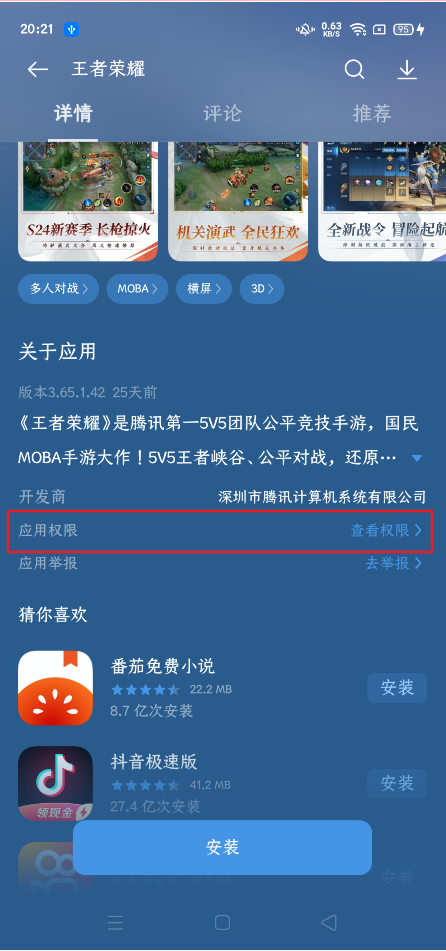 20:21
0.63
KB/S
95
王者荣耀
详情
评论
推荐
S24新赛季 长枪掠火
机关演武 全民狂欢
全新战令 冒险起航
多人对战
MOBA
横屏
3D
关于应用
版本3.65.1.42 25天前
《王者荣耀》是腾讯第一5V5团队公平竞技手游，国民
MOBA手游大作！5V5王者峡谷、公平对战，还原···
开发商
深圳市腾讯计算机系统有限公司
应用权限
查看权限
应用举报
去举报
猜你喜欢
番茄免费小说
22.2 MB
8.7 亿次安装
安装
抖音极速版
41.2 MB
27.4 亿次安装
安装
领现金
安装
安装